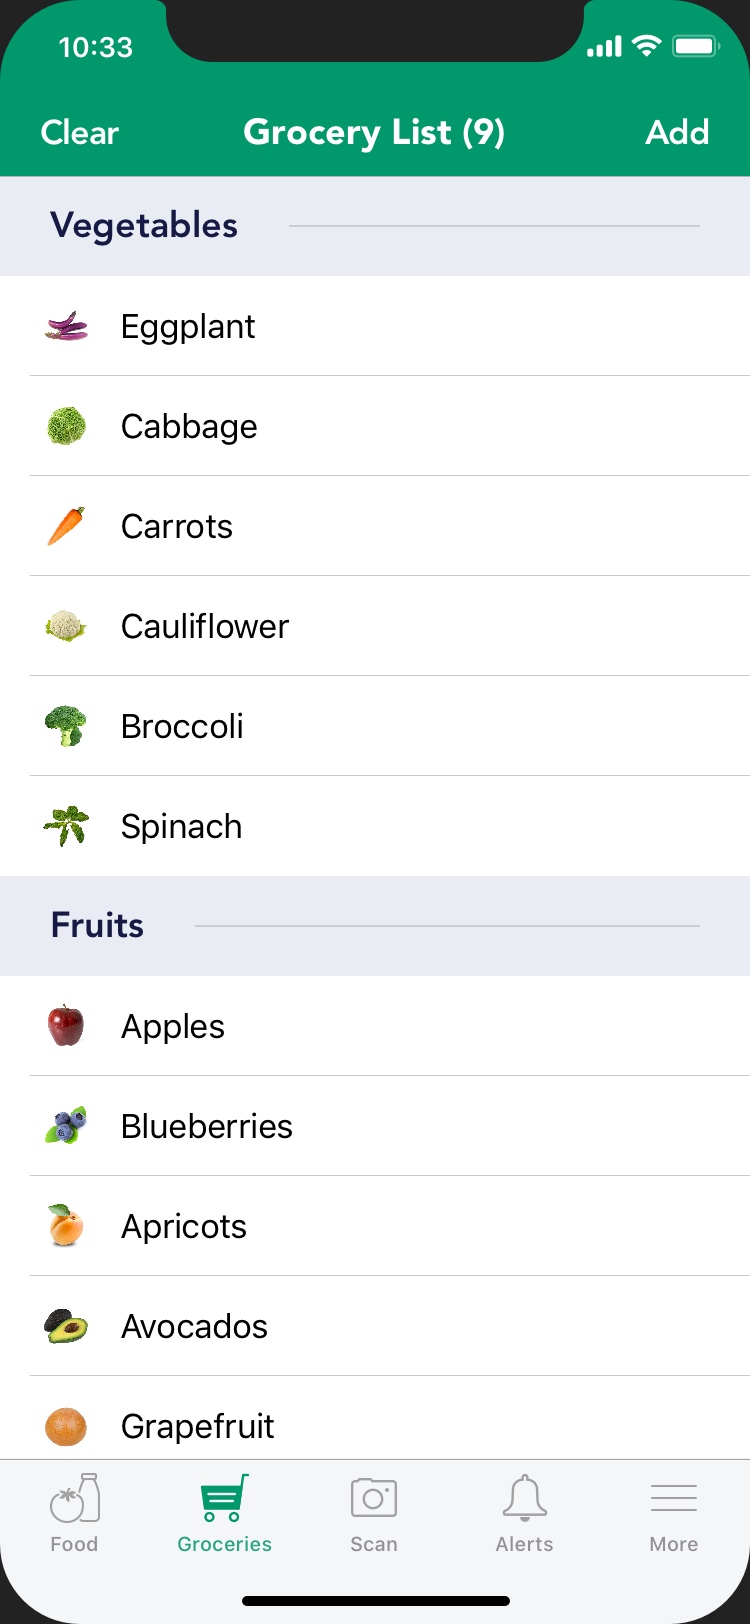 10:33
Clear Grocery List (9) Add
Vegetables
Eggplant
Cabbage
Carrots
Cauliflower
Broccoli
Spinach
Fruits
Apples
Blueberries
Apricots
Avocados
Grapefruit
Food Groceries Scan Alerts More